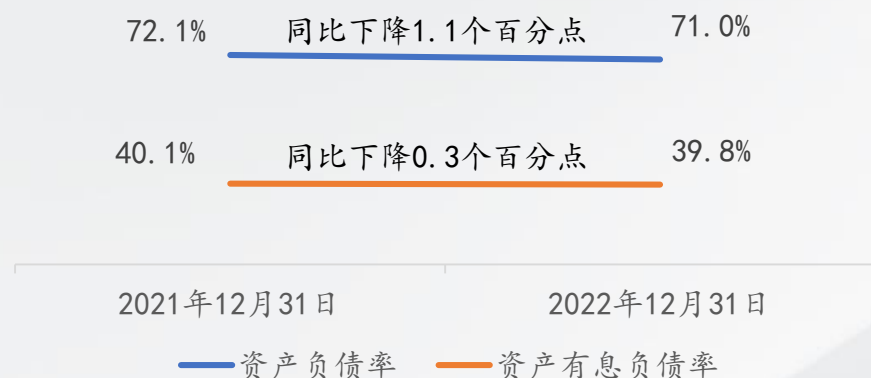 72.1% 同比下降1.1个百分点 71.0%
40.1% 同比下降0.3个百分点 39.8%
2021年12月31日 2022年12月31日
资产负债率 资产有息负债率